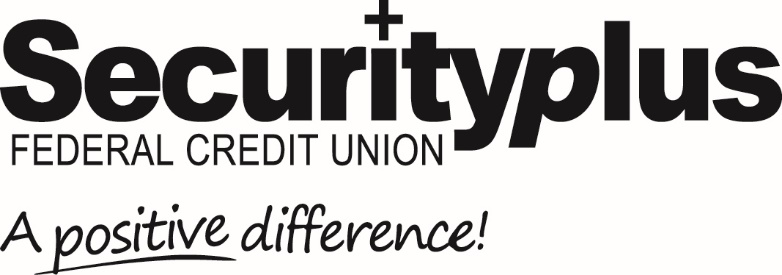 Securityplus
FEDERAL CREDIT UNION
A positive difference!